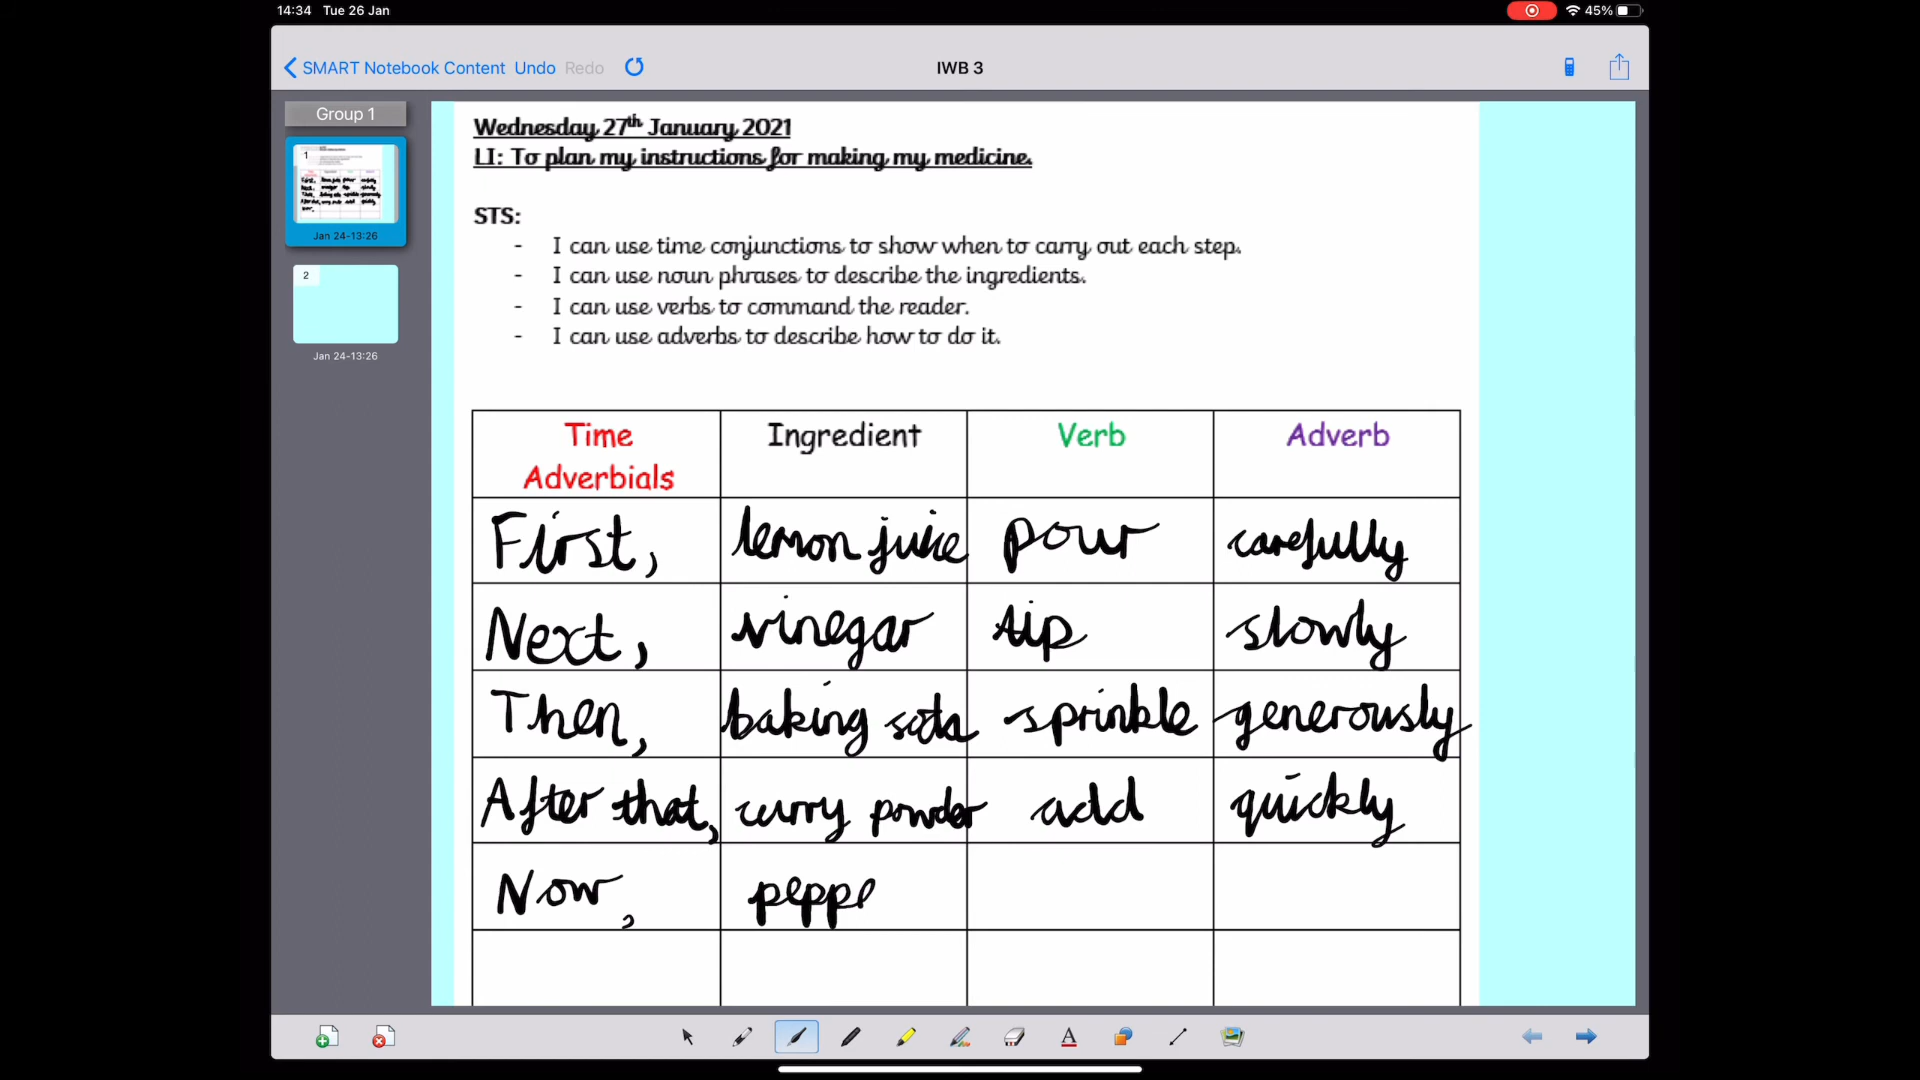 14:34 Tue 26 Jan 45%
SMART Notebook Content Undo Redo IWB 3
Group 1
1
Jan 24-13:26
2
Jan 24-13:26
Wednesday 27th January 2021
LI: To plan my instructions for making my medicine.
STS:
- I can use time conjunctions to show when to carry out each step.
- I can use noun phrases to describe the ingredients.
- I can use verbs to command the reader.
- I can use adverbs to describe how to do it.
Time Adverbials Ingredient Verb Adverb
First, lemon juice pour carefully
Next, vinegar tip slowly
Then, baking soda sprinkle generously
After that, curry powder add quickly
Now, peppe